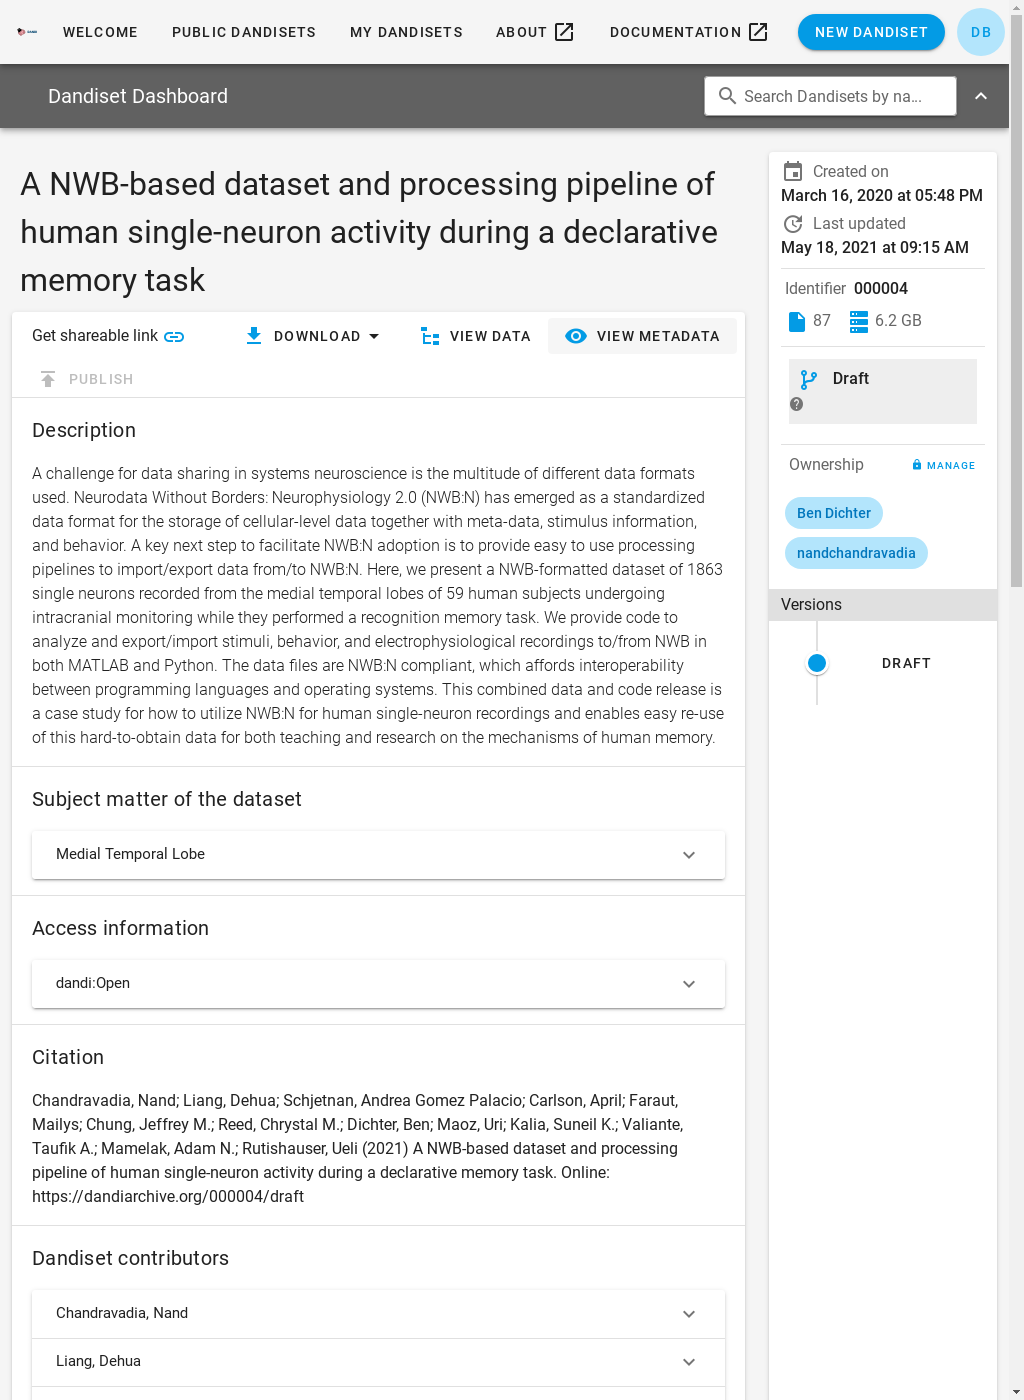 WELCOME PUBLIC DANDISETS MY DANDISETS ABOUT DOCUMENTATION NEW DANDISET DB
Dandiset Dashboard Search Dandisets by na...
A NWB-based dataset and processing pipeline of
human single-neuron activity during a declarative
memory task
Get shareable link DOWNLOAD VIEW DATA VIEW METADATA
PUBLISH
Description
A challenge for data sharing in systems neuroscience is the multitude of different data formats
used. Neurodata Without Borders: Neurophysiology 2.0 (NWB:N) has emerged as a standardized
data format for the storage of cellular-level data together with meta-data, stimulus information,
and behavior. A key next step to facilitate NWB:N adoption is to provide easy to use processing
pipelines to import/export data from/to NWB:N. Here, we present a NWB-formatted dataset of 1863
single neurons recorded from the medial temporal lobes of 59 human subjects undergoing
intracranial monitoring while they performed a recognition memory task. We provide code to
analyze and export/import stimuli, behavior, and electrophysiological recordings to/from NWB in
both MATLAB and Python. The data files are NWB:N compliant, which affords interoperability
between programming languages and operating systems. This combined data and code release is
a case study for how to utilize NWB:N for human single-neuron recordings and enables easy re-use
of this hard-to-obtain data for both teaching and research on the mechanisms of human memory.
Subject matter of the dataset
Medial Temporal Lobe
Access information
dandi:Open
Citation
Chandravadia, Nand; Liang, Dehua; Schjetnan, Andrea Gomez Palacio; Carlson, April; Faraut,
Mailys; Chung, Jeffrey M.; Reed, Chrystal M.; Dichter, Ben; Maoz, Uri; Kalia, Suneil K.; Valiante,
Taufik A.; Mamelak, Adam N.; Rutishauser, Ueli (2021) A NWB-based dataset and processing
pipeline of human single-neuron activity during a declarative memory task. Online:
https://dandiarchive.org/000004/draft
Dandiset contributors
Chandravadia, Nand
Liang, Dehua
Created on
March 16, 2020 at 05:48 PM
Last updated
May 18, 2021 at 09:15 AM
Identifier 000004
87 6.2 GB
Draft
Ownership MANAGE
Ben Dichter
nandchandravadia
Versions
DRAFT